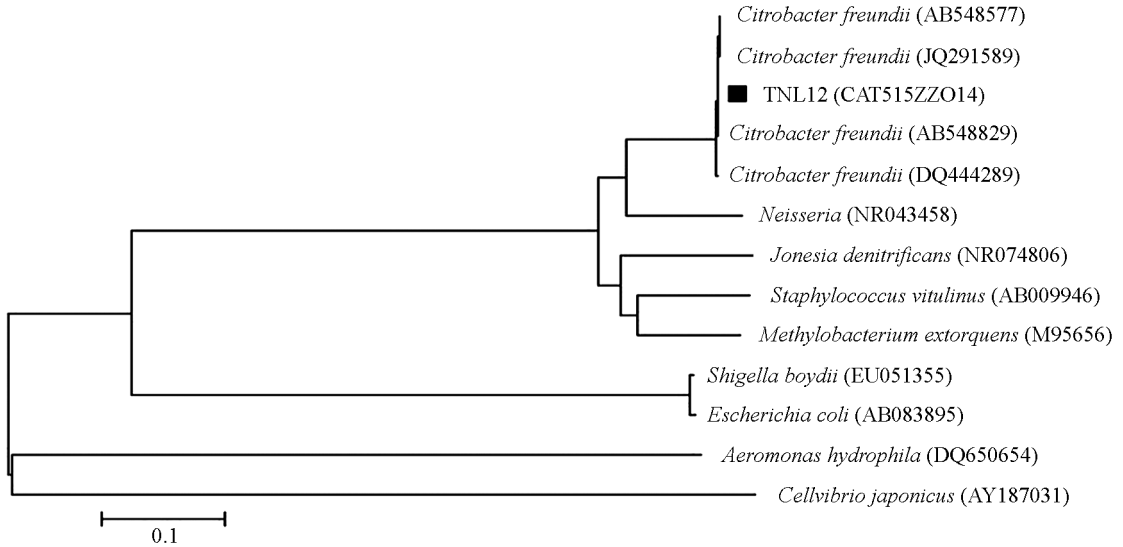 Citrobacter freundii (AB548577)
Citrobacter freundii (JQ291589)
TNL12 (CAT515ZZO14)
Citrobacter freundii (AB548829)
Citrobacter freundii (DQ444289)
Neisseria (NR043458)
Jonesia denitrificans (NR074806)
Staphylococcus vitulinus (AB009946)
Methylobacterium extorquens (M95656)
Shigella boydii (EU051355)
Escherichia coli (AB083895)
Aeromonas hydrophila (DQ650654)
Cellvibrio japonicus (AY187031)
0.1